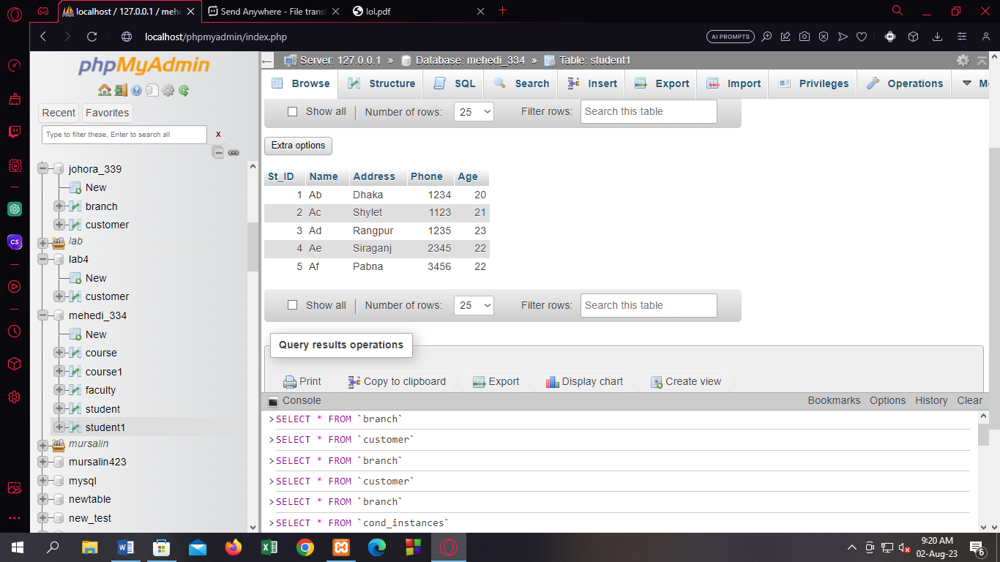 localhost / 127.0.0.1 / meh
Send Anywhere - File trans
lol.pdf
localhost/phpmyadmin/index.php
AI PROMPTS
phpMyAdmin
Recent
Favorites
Type to filter these, Enter to search all
x
johora_339
New
branch
customer
lab
lab4
New
customer
mehedi_334
New
course
course1
faculty
student
student1
mursalin
mursalin423
mysql
newtable
new_test
Server: 127.0.0.1 » Database: mehedi_334 » Table: student1
Browse Structure SQL Search Insert Export Import Privileges Operations
Show all Number of rows: 25 Filter rows: Search this table
Extra options
St_ID Name Address Phone Age
1 Ab Dhaka 1234 20
2 Ac Shylet 1123 21
3 Ad Rangpur 1235 23
4 Ae Siraganj 2345 22
5 Af Pabna 3456 22
Show all Number of rows: 25 Filter rows: Search this table
Query results operations
Print Copy to clipboard Export Display chart Create view
Console Bookmarks Options History Clear
>SELECT * FROM `branch`
>SELECT * FROM `customer`
>SELECT * FROM `branch`
>SELECT * FROM `customer`
>SELECT * FROM `branch`
>SELECT * FROM `cond_instances`
CS
W
9:20 AM
02-Aug-23
6